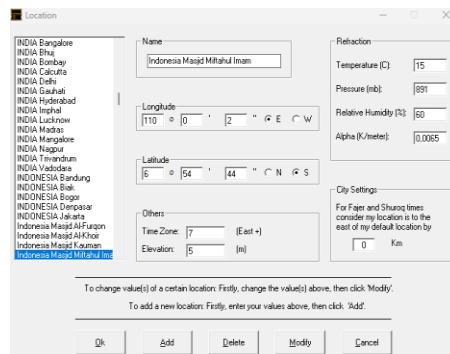 Location
INDIA Bangalore
INDIA Bhuj
INDIA Bombay
INDIA Calcutta
INDIA Delhi
INDIA Gauhati
INDIA Hyderabad
INDIA Imphal
INDIA Lucknow
INDIA Madras
INDIA Mangalore
INDIA Nagpur
INDIA Trivandrum
INDIA Vadodara
INDONESIA Bandung
INDONESIA Biak
INDONESIA Bogor
INDONESIA Denpasar
INDONESIA Jakarta
Indonesia Masjid Al-Furqon
Indonesia Masjid Al-Khoir
Indonesia Masjid Kauman
Indonesia Masjid Miftahul Ima
Name
Indonesia Masjid Miftahul Imam
Longitude
110 o 0 ' 2 " E W
Latitude
6 o 54 ' 44 " N S
Others
Time Zone: 7 (East +)
Elevation: 5 (m)
Refraction
Temperature (C): 15
Pressure (mb): 891
Relative Humidity (%): 60
Alpha (K/meter): 0,0065
City Settings
For Fajer and Shuroq times
consider my location is to the
east of my default location by
0 Km
To change value(s) of a certain location: Firstly, change the value(s) above, then click 'Modify'.
To add a new location: Firstly, enter your values above, then click 'Add'.
Ok Add Delete Modify Cancel